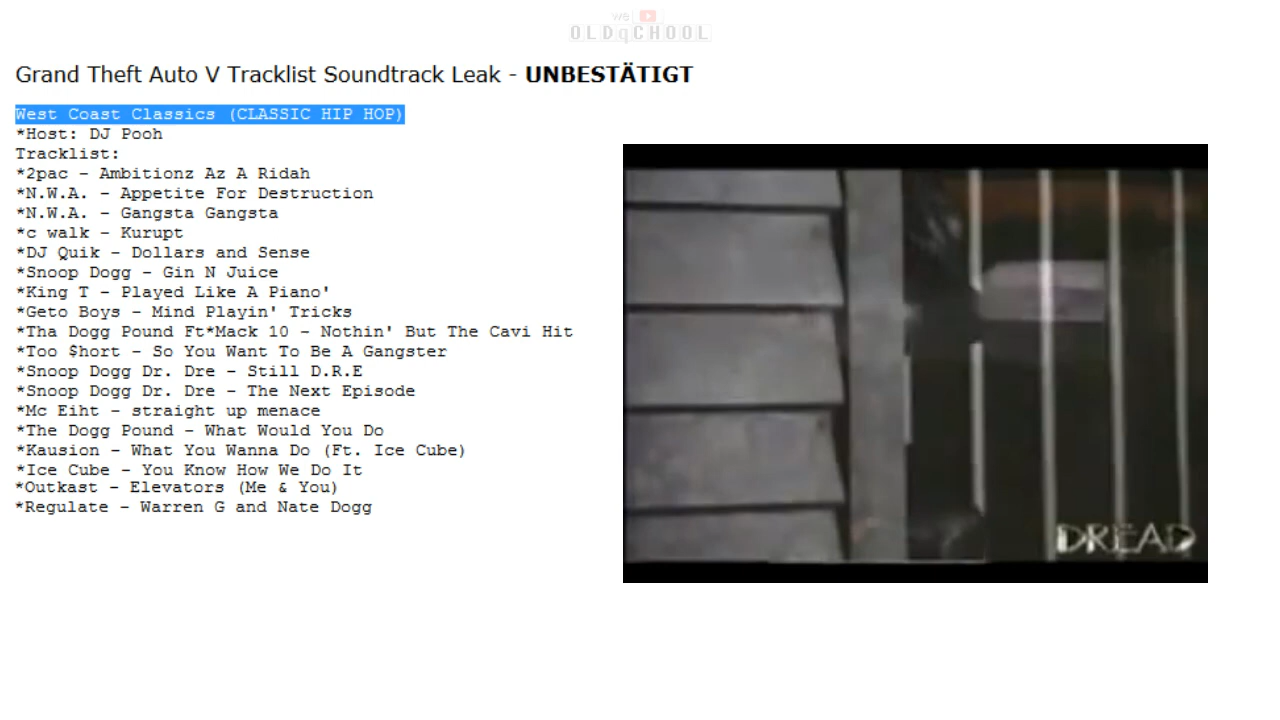 we
OLDqCHOOL
Grand Theft Auto V Tracklist Soundtrack Leak - UNBESTÄTIGT
West Coast Classics (CLASSIC HIP HOP)
*Host: DJ Pooh
Tracklist:
*2pac - Ambitionz Az A Ridah
*N.W.A. - Appetite For Destruction
*N.W.A. - Gangsta Gangsta
*c walk - Kurupt
*DJ Quik - Dollars and Sense
*Snoop Dogg - Gin N Juice
*King T - Played Like A Piano'
*Geto Boys - Mind Playin' Tricks
*Tha Dogg Pound Ft*Mack 10 - Nothin' But The Cavi Hit
*Too $hort - So You Want To Be A Gangster
*Snoop Dogg Dr. Dre - Still D.R.E
*Snoop Dogg Dr. Dre - The Next Episode
*Mc Eiht - straight up menace
*The Dogg Pound - What Would You Do
*Kausion - What You Wanna Do (Ft. Ice Cube)
*Ice Cube - You Know How We Do It
*Outkast - Elevators (Me & You)
*Regulate - Warren G and Nate Dogg
DREAD